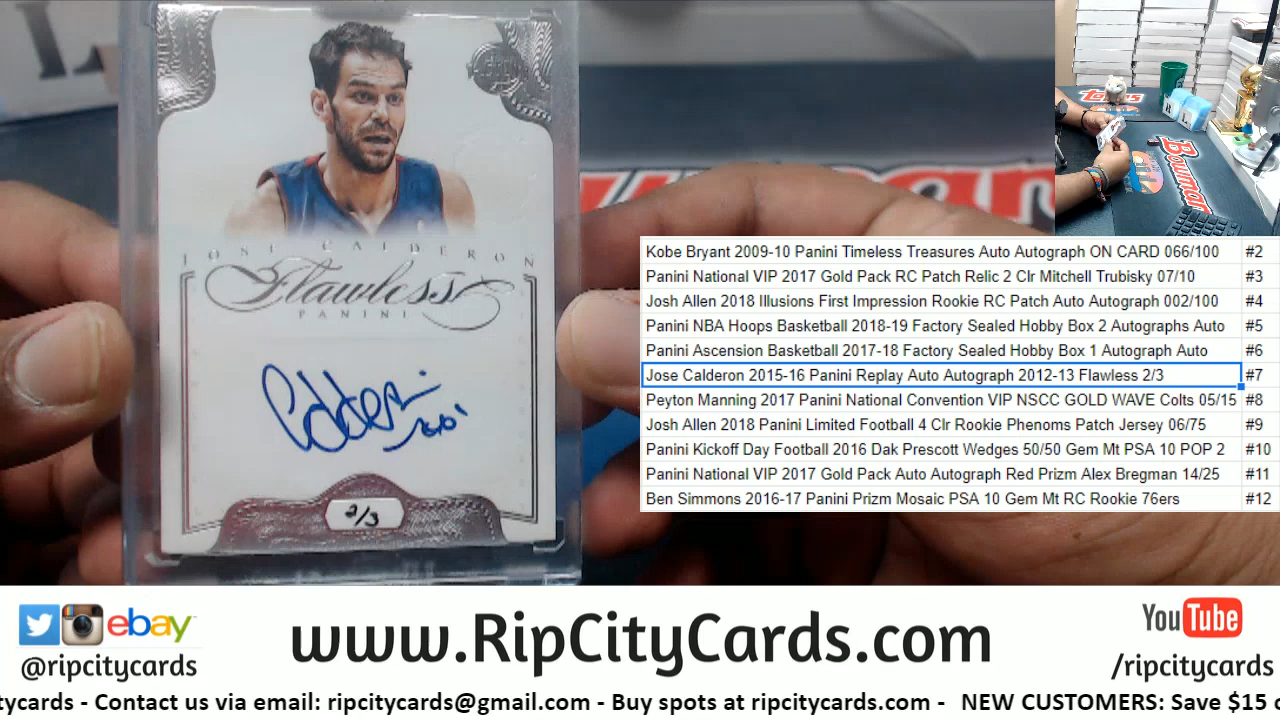 JOSE CALDERON
Flawless
PANINI
2/3
Topps
Bowman
Kobe Bryant 2009-10 Panini Timeless Treasures Auto Autograph ON CARD 066/100 #2
Panini National VIP 2017 Gold Pack RC Patch Relic 2 Clr Mitchell Trubisky 07/10 #3
Josh Allen 2018 Illusions First Impression Rookie RC Patch Auto Autograph 002/100 #4
Panini NBA Hoops Basketball 2018-19 Factory Sealed Hobby Box 2 Autographs Auto #5
Panini Ascension Basketball 2017-18 Factory Sealed Hobby Box 1 Autograph Auto #6
Jose Calderon 2015-16 Panini Replay Auto Autograph 2012-13 Flawless 2/3 #7
Peyton Manning 2017 Panini National Convention VIP NSCC GOLD WAVE Colts 05/15 #8
Josh Allen 2018 Panini Limited Football 4 Clr Rookie Phenoms Patch Jersey 06/75 #9
Panini Kickoff Day Football 2016 Dak Prescott Wedges 50/50 Gem Mt PSA 10 POP 2 #10
Panini National VIP 2017 Gold Pack Auto Autograph Red Prizm Alex Bregman 14/25 #11
Ben Simmons 2016-17 Panini Prizm Mosaic PSA 10 Gem Mt RC Rookie 76ers #12
ebay
@ripcitycards
www.RipCityCards.com
YouTube
/ripcitycards
tycards - Contact us via email: ripcitycards@gmail.com - Buy spots at ripcitycards.com - NEW CUSTOMERS: Save $15